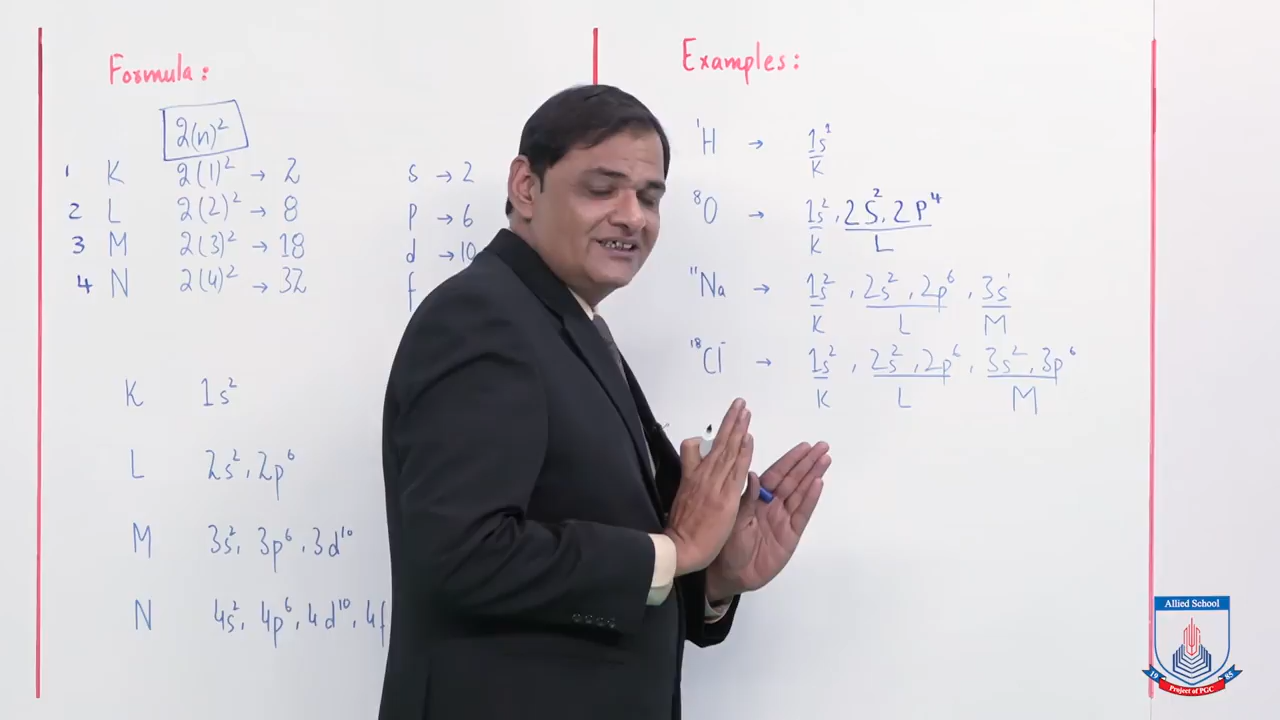 Formula:
2(n)²
1 K 2(1)² → 2
2 L 2(2)² → 8
3 M 2(3)² → 18
4 N 2(4)² → 32
s → 2
p → 6
d → 10
f
K 1s²
L 2s², 2p⁶
M 3s², 3p⁶, 3d¹⁰
N 4s², 4p⁶, 4d¹⁰, 4f
Examples:
¹H → 1s²
K
⁸O → 1s², 2s², 2p⁴
K L
¹¹Na → 1s², 2s², 2p⁶, 3s¹
K L M
¹⁸Cl⁻ → 1s², 2s², 2p⁶, 3s², 3p⁶
K L M
Allied School
19 85
Project of PGC